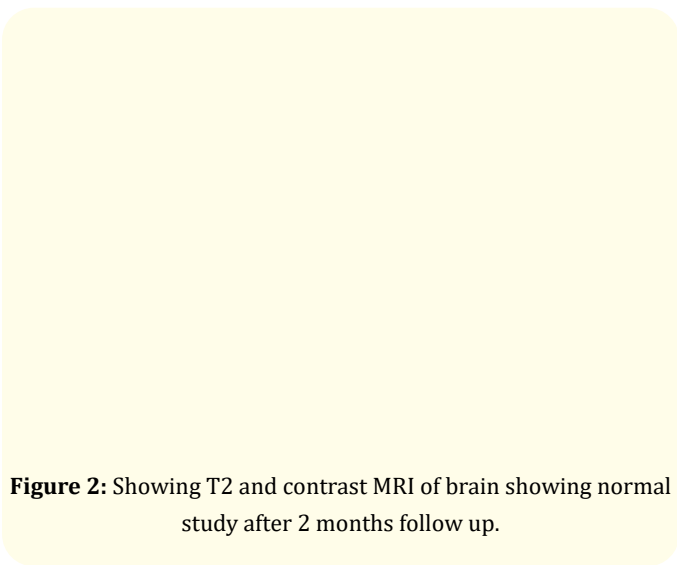 Figure 2: Showing T2 and contrast MRI of brain showing normal
study after 2 months follow up.